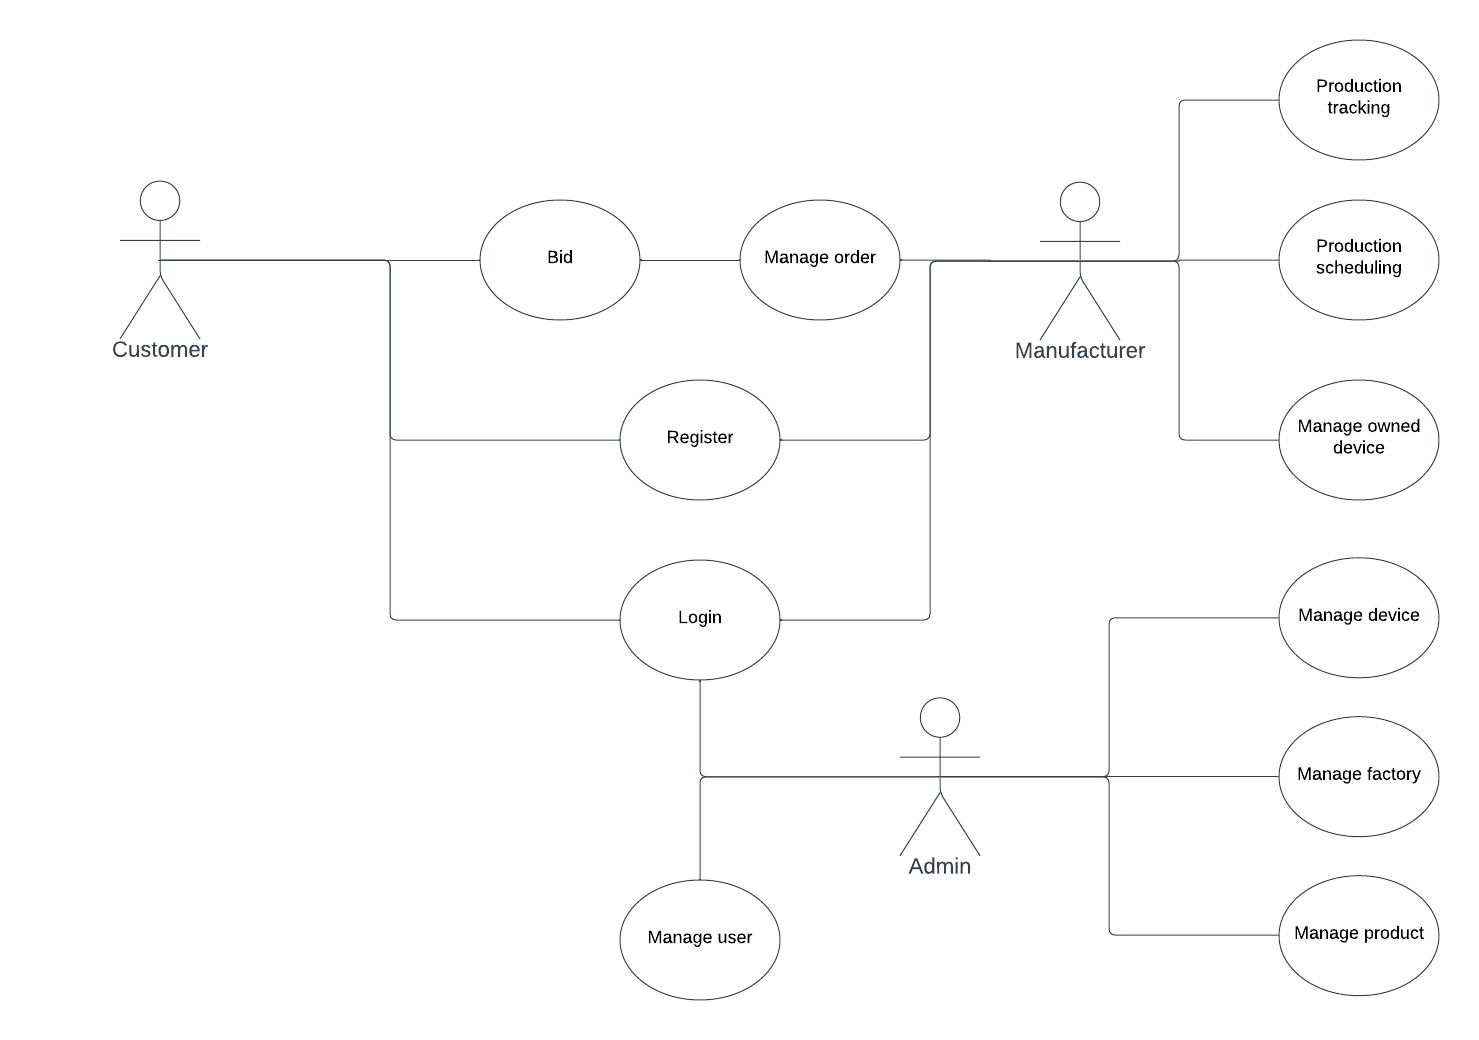 Production
tracking
Bid
Manage order
Production
scheduling
Customer
Manufacturer
Register
Manage owned
device
Login
Manage device
Manage factory
Admin
Manage user
Manage product